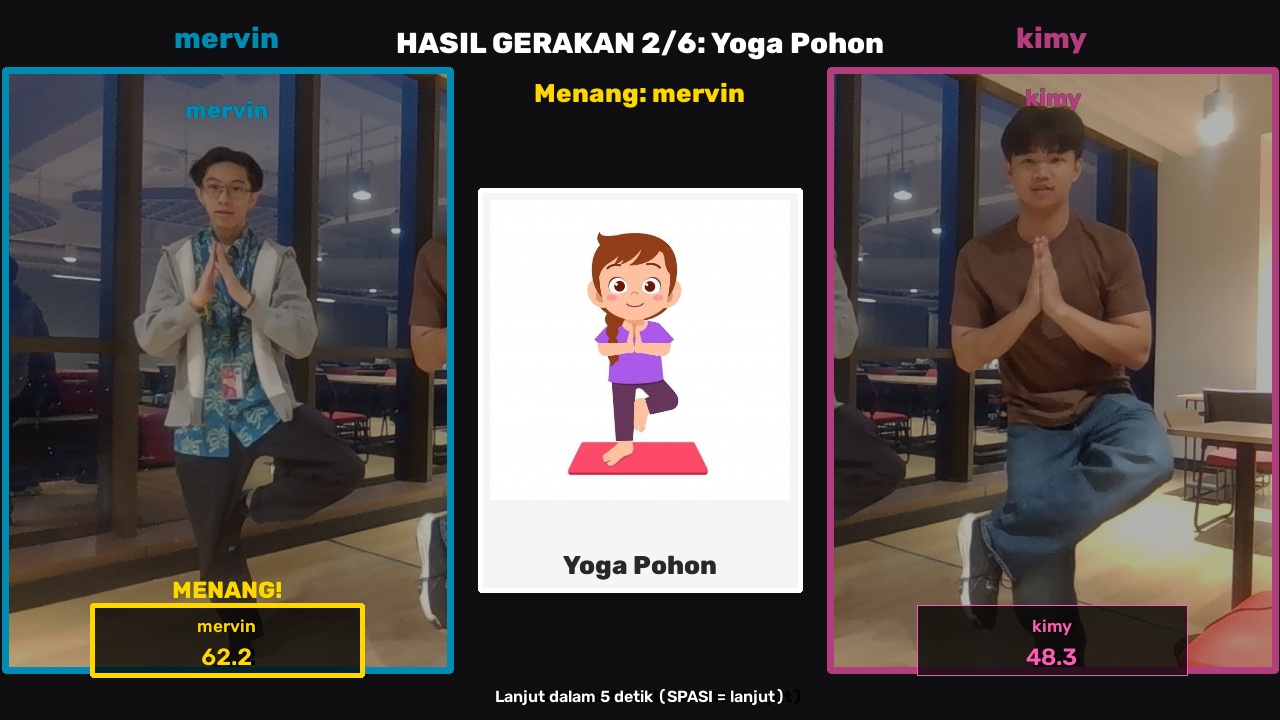 mervin
HASIL GERAKAN 2/6: Yoga Pohon
kimy
Menang: mervin
mervin
kimy
Yoga Pohon
MENANG!
mervin
62.2
kimy
48.3
Lanjut dalam 5 detik (SPASI = lanjut)